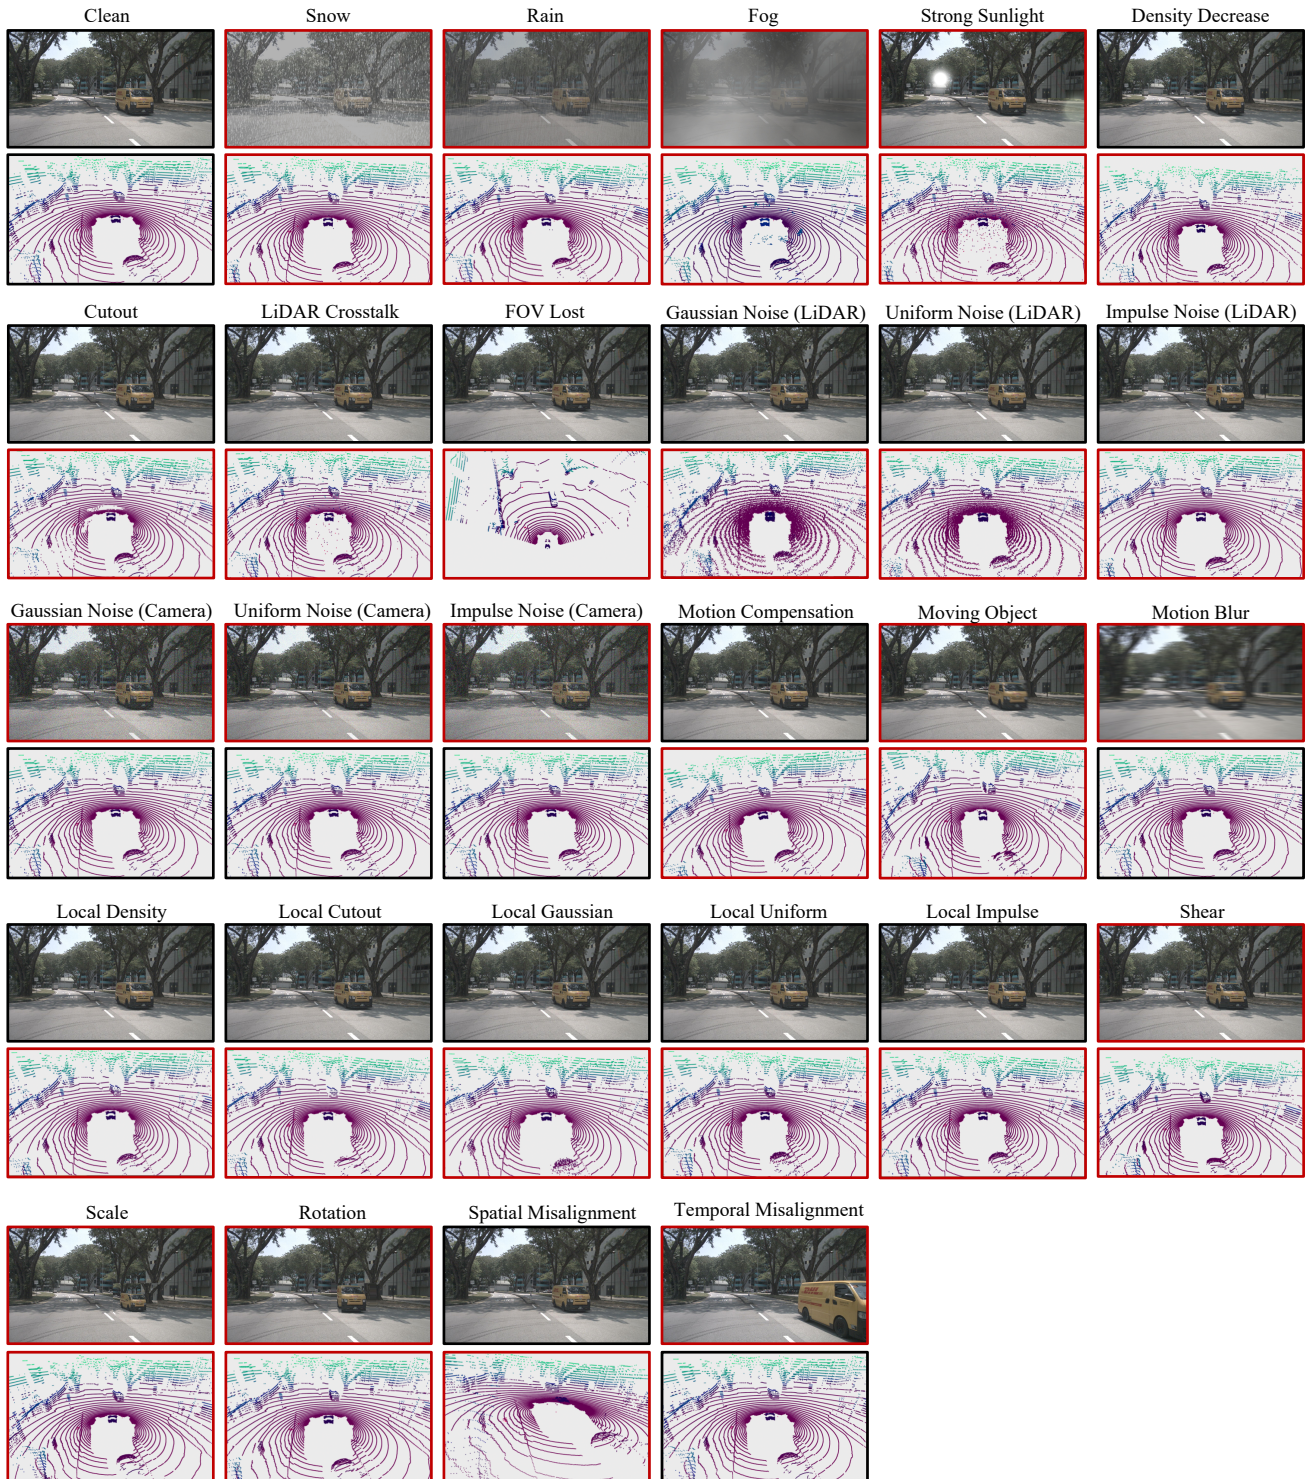 Clean
Snow
Rain
Fog
Strong Sunlight
Density Decrease
Cutout
LiDAR Crosstalk
FOV Lost
Gaussian Noise (LiDAR)
Uniform Noise (LiDAR)
Impulse Noise (LiDAR)
Gaussian Noise (Camera)
Uniform Noise (Camera)
Impulse Noise (Camera)
Motion Compensation
Moving Object
Motion Blur
Local Density
Local Cutout
Local Gaussian
Local Uniform
Local Impulse
Shear
Scale
Rotation
Spatial Misalignment
Temporal Misalignment